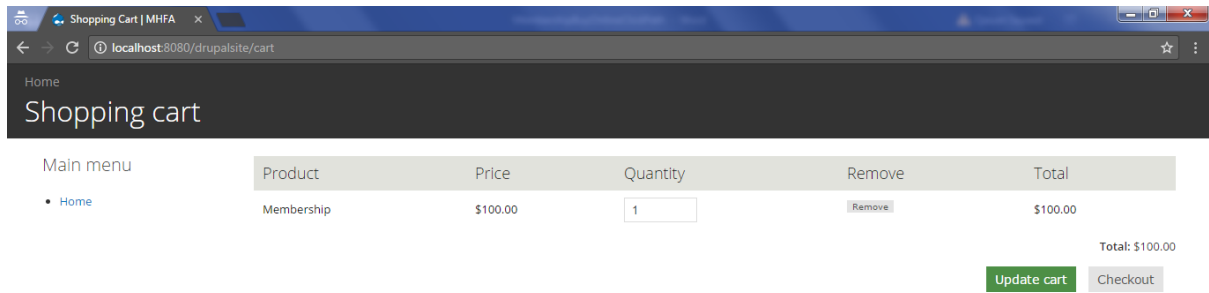 Shopping Cart | MHFA
localhost:8080/drupalsite/cart
Home
Shopping cart
Main menu
Home
Product Price Quantity Remove Total
Membership $100.00 1 Remove $100.00
Total: $100.00
Update cart Checkout